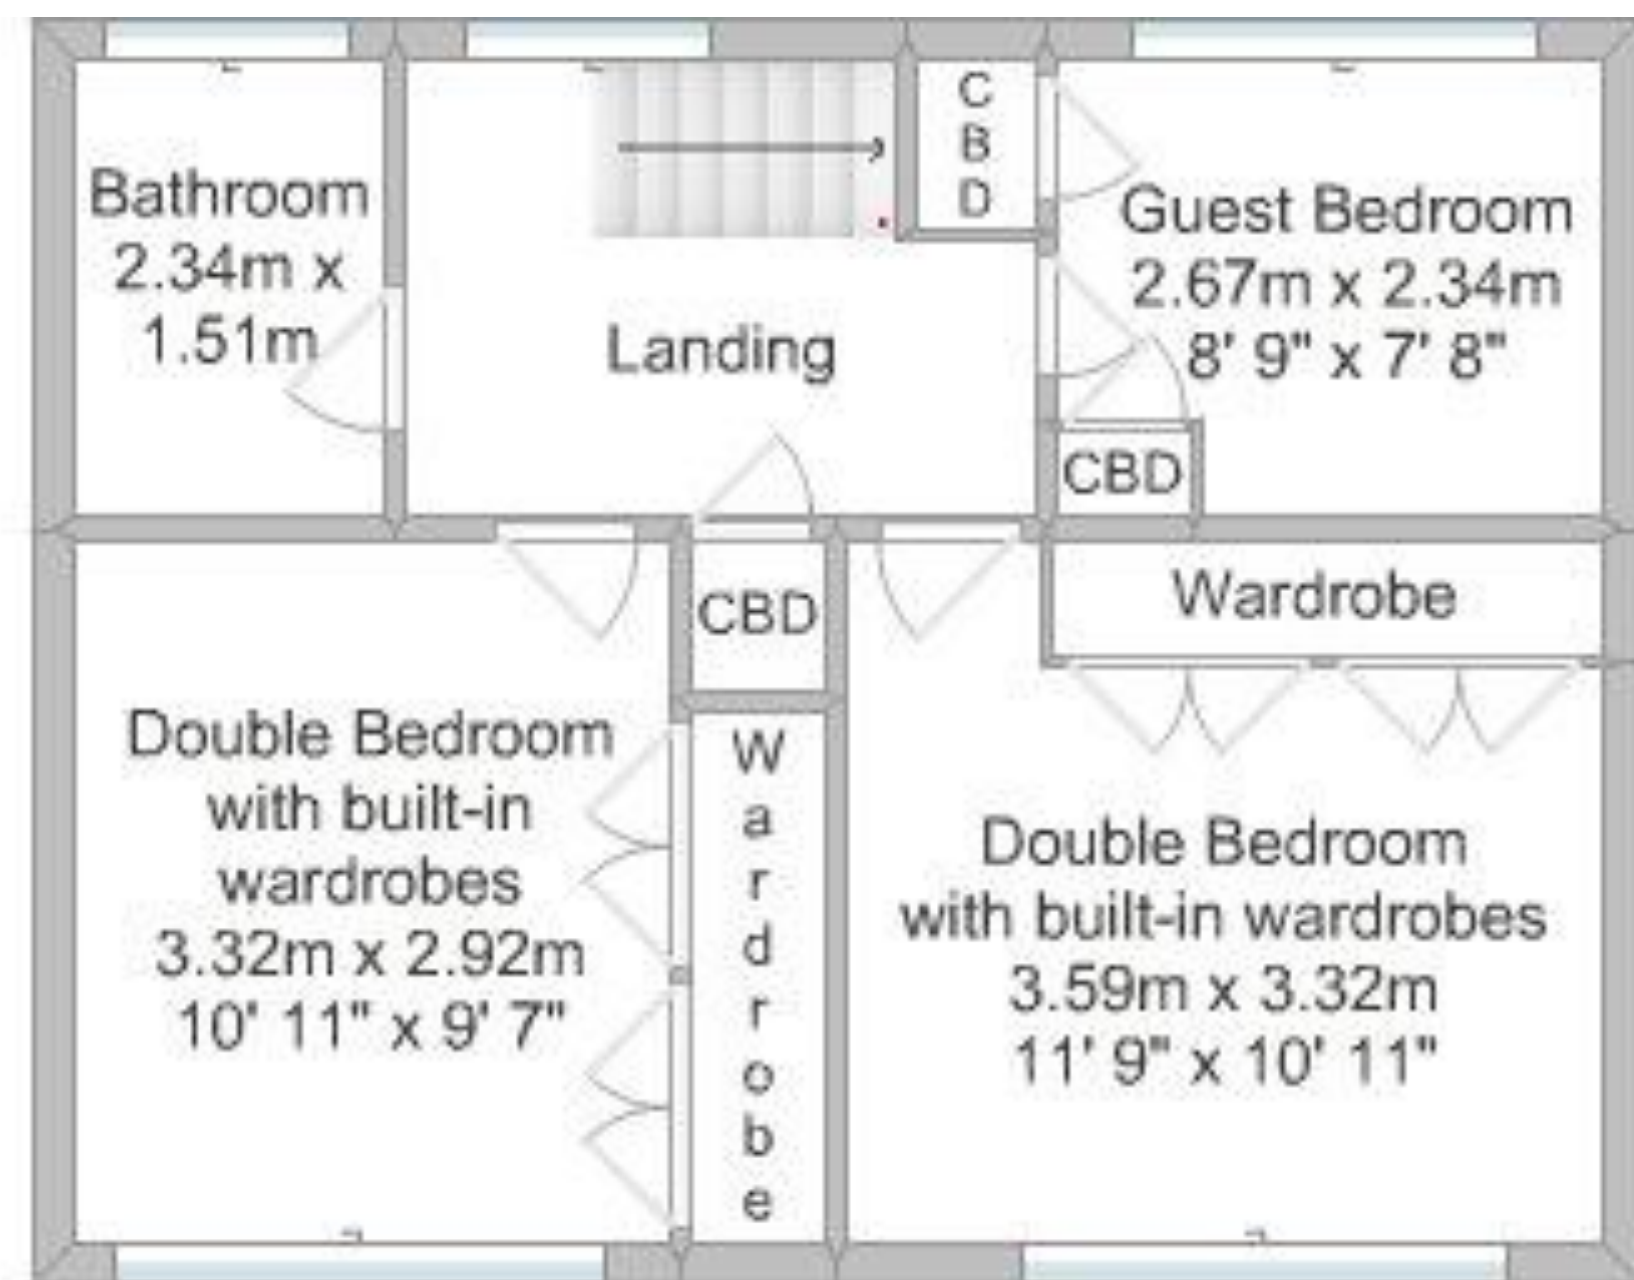 Bathroom
2.34m x
1.51m
Landing
C
B
D
Guest Bedroom
2.67m x 2.34m
8' 9" x 7' 8"
CBD
CBD
Wardrobe
Double Bedroom
with built-in
wardrobes
3.32m x 2.92m
10' 11" x 9' 7"
W
a
r
d
r
o
b
e
Double Bedroom
with built-in wardrobes
3.59m x 3.32m
11' 9" x 10' 11"